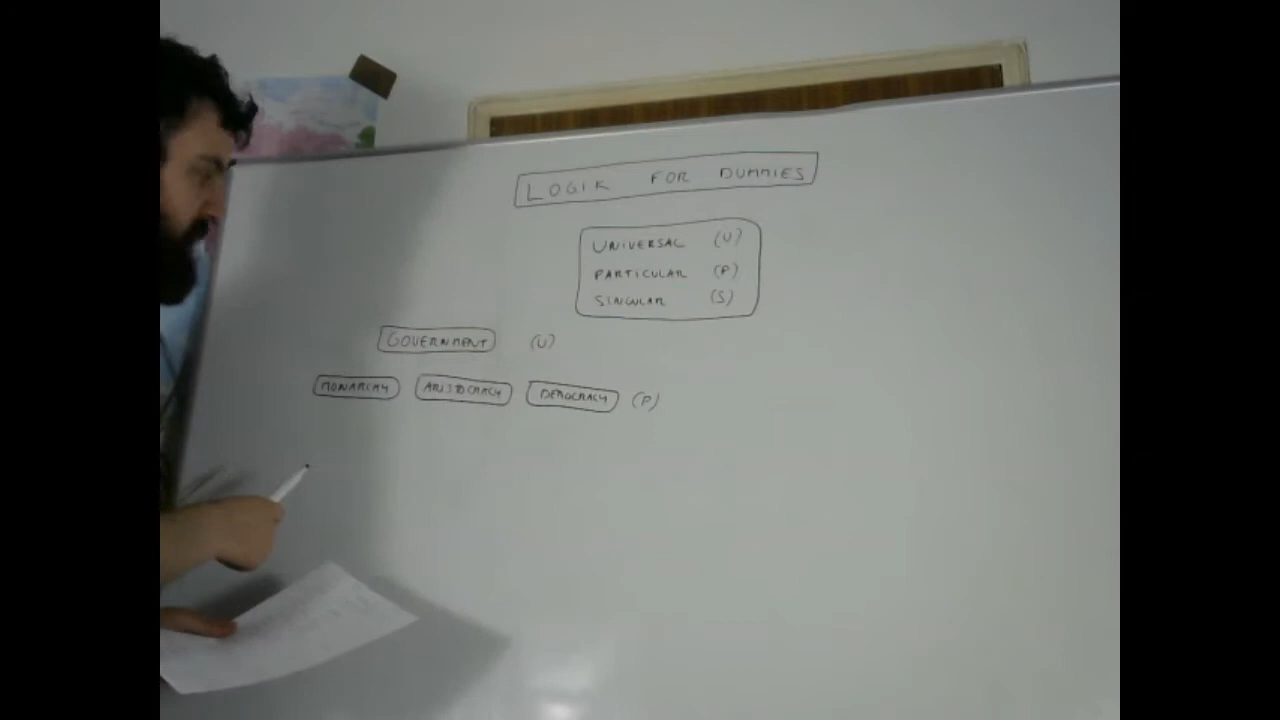 LOGIK FOR DUMMIES
UNIVERSAL (U)
PARTICULAR (P)
SINGULAR (S)
GOVERNMENT (U)
MONARCHY ARISTOCRACY DEMOCRACY (P)